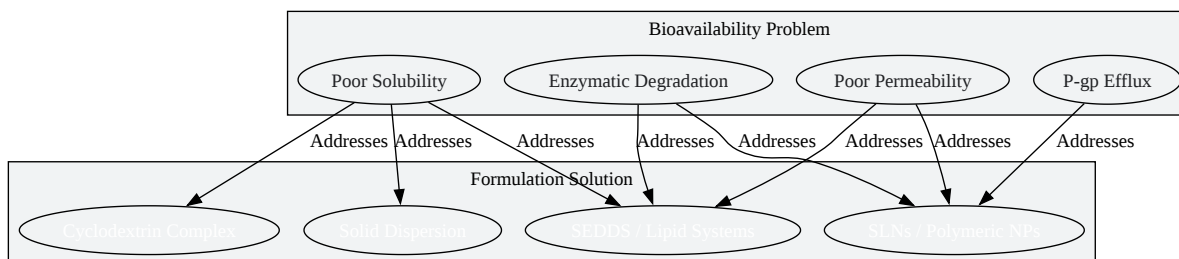 Bioavailability Problem
Poor Solubility
Enzymatic Degradation
Poor Permeability
P-gp Efflux
Addresses
Addresses
Addresses
Addresses
Addresses
Addresses
Addresses
Addresses
Formulation Solution
Cyclodextrin Complex
Solid Dispersion
SEDDS / Lipid Systems
SLNs / Polymeric NPs